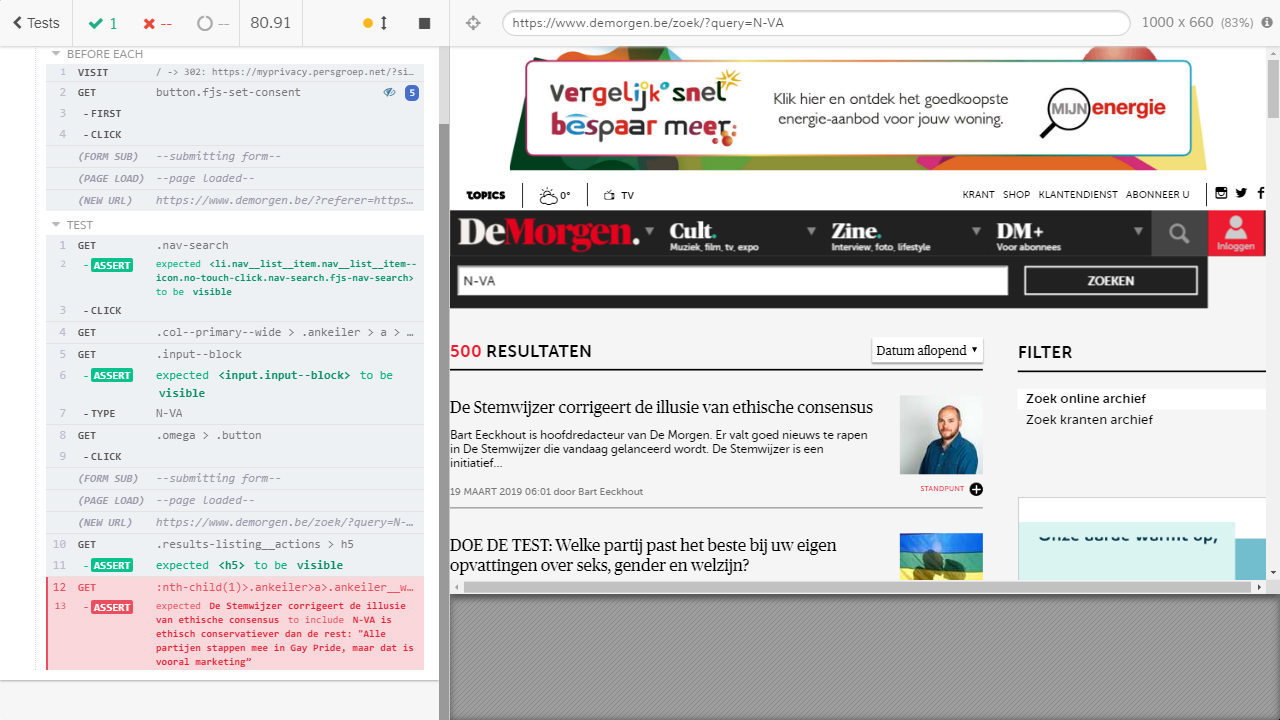 Tests
1
--
--
80.91
https://www.demorgen.be/zoek/?query=N-VA
1000 x 660 (83%)
BEFORE EACH
1 VISIT / -> 302: https://myprivacy.persgroep.net/?si…
2 GET button.fjs-set-consent 5
3 -FIRST
4 -CLICK
(FORM SUB) --submitting form--
(PAGE LOAD) --page loaded--
(NEW URL) https://www.demorgen.be/?referer=https…
TEST
1 GET .nav-search
2 -ASSERT expected <li.nav__list__item.nav__list__item--
icon.no-touch-click.nav-search.fjs-nav-search>
to be visible
3 -CLICK
4 GET .col--primary--wide > .ankeiler > a > …
5 GET .input--block
6 -ASSERT expected <input.input--block> to be
visible
7 -TYPE N-VA
8 GET .omega > .button
9 -CLICK
(FORM SUB) --submitting form--
(PAGE LOAD) --page loaded--
(NEW URL) https://www.demorgen.be/zoek/?query=N-…
10 GET .results-listing__actions > h5
11 -ASSERT expected <h5> to be visible
12 GET :nth-child(1)>.ankeiler>a>.ankeiler__w…
13 -ASSERT expected De Stemwijzer corrigeert de illusie
van ethische consensus to include N-VA is
ethisch conservatiever dan de rest: "Alle
partijen stappen mee in Gay Pride, maar dat is
vooral marketing”
vergelijk snel
bespaar meer
Klik hier en ontdek het goedkoopste
energie-aanbod voor jouw woning.
MIJN energie
TOPICS
0°
TV
KRANT SHOP KLANTENDIENST ABONNEER U
DeMorgen.
Cult.
Muziek, film, tv, expo
Zine.
Interview, foto, lifestyle
DM+
Voor abonnees
Inloggen
N-VA
ZOEKEN
500 RESULTATEN
Datum aflopend
De Stemwijzer corrigeert de illusie van ethische consensus
Bart Eeckhout is hoofdredacteur van De Morgen. Er valt goed nieuws te rapen
in De Stemwijzer die vandaag gelanceerd wordt. De Stemwijzer is een
initiatief...
19 MAART 2019 06:01 door Bart Eeckhout
STANDPUNT
DOE DE TEST: Welke partij past het beste bij uw eigen
opvattingen over seks, gender en welzijn?
FILTER
Zoek online archief
Zoek kranten archief
Onze aarde warmt op,